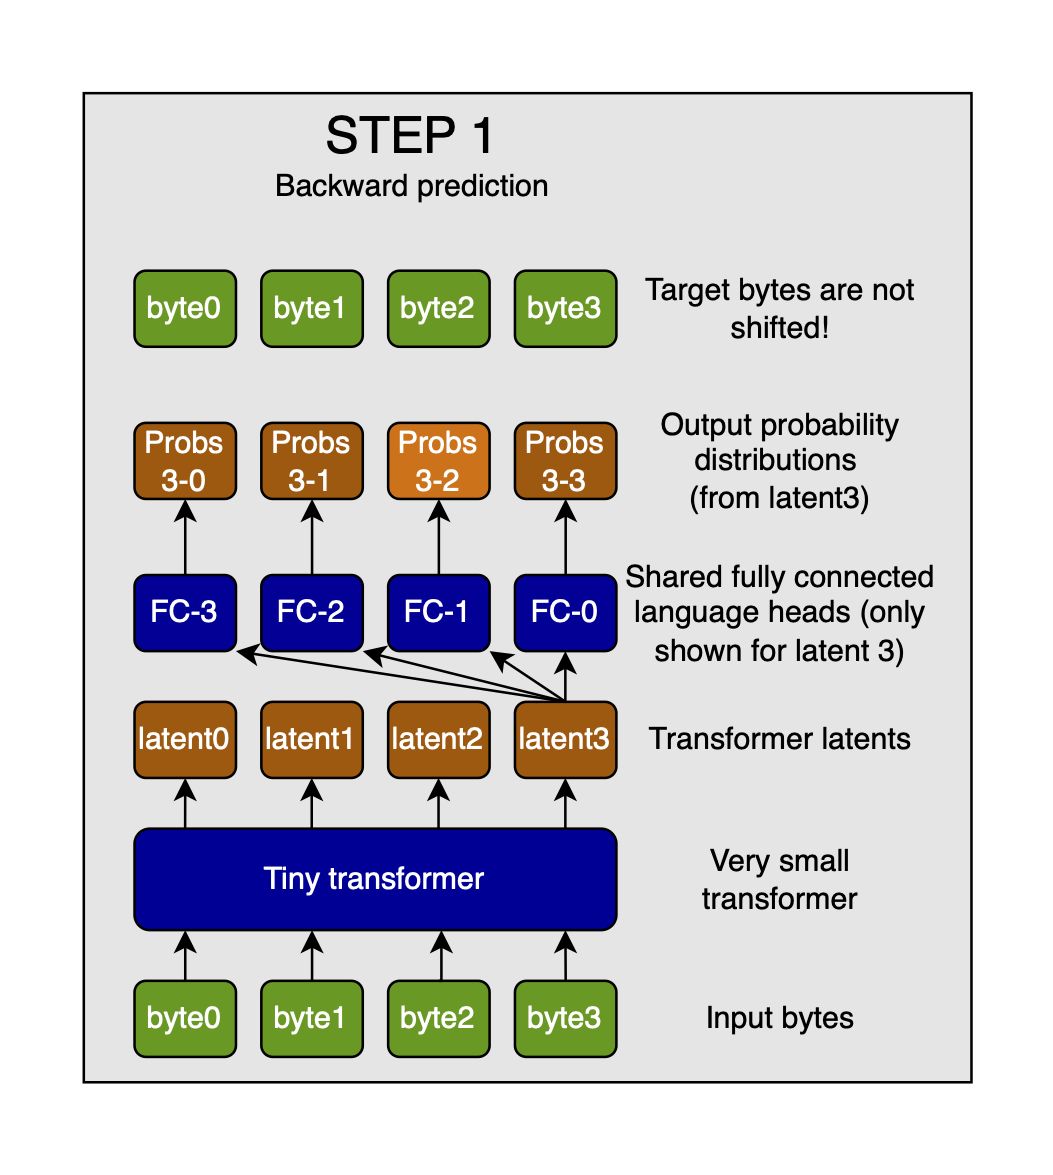 STEP 1
Backward prediction
byte0 byte1 byte2 byte3
Target bytes are not
shifted!
Probs
3-0
Probs
3-1
Probs
3-2
Probs
3-3
Output probability
distributions
(from latent3)
FC-3 FC-2 FC-1 FC-0
Shared fully connected
language heads (only
shown for latent 3)
latent0 latent1 latent2 latent3
Transformer latents
Tiny transformer
Very small
transformer
byte0 byte1 byte2 byte3
Input bytes